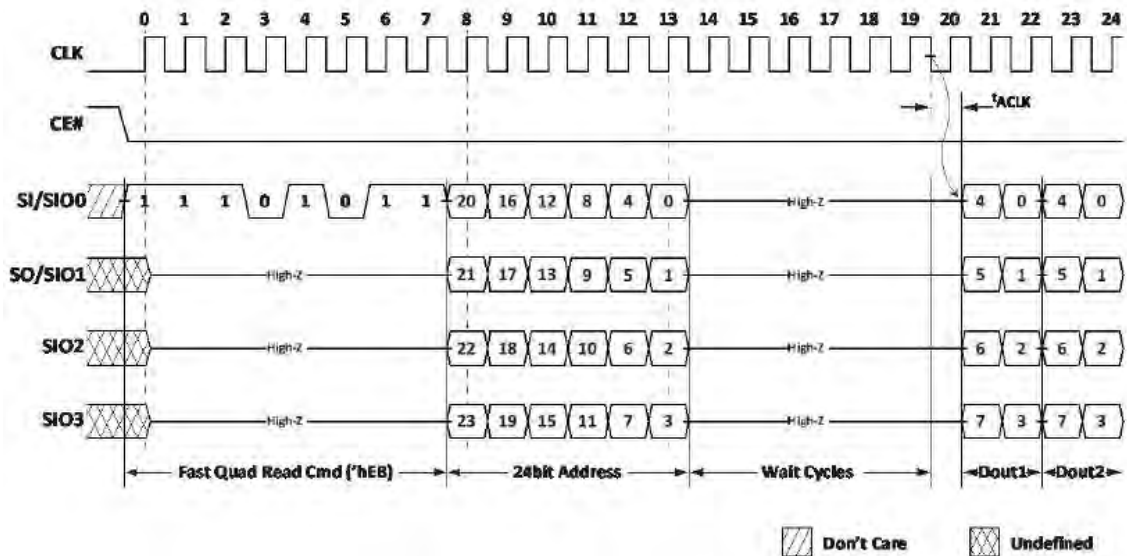 0 1 2 3 4 5 6 7 8 9 10 11 12 13 14 15 16 17 18 19 20 21 22 23 24
CLK
tACLK
CE#
SI/SIO0 1 1 1 0 1 0 1 1 20 16 12 8 4 0 High-Z 4 0 4 0
SO/SIO1 High-Z 21 17 13 9 5 1 High-Z 5 1 5 1
SIO2 High-Z 22 18 14 10 6 2 High-Z 6 2 6 2
SIO3 High-Z 23 19 15 11 7 3 High-Z 7 3 7 3
Fast Quad Read Cmd ('hEB) 24bit Address Wait Cycles Dout1 Dout2
Don't Care Undefined